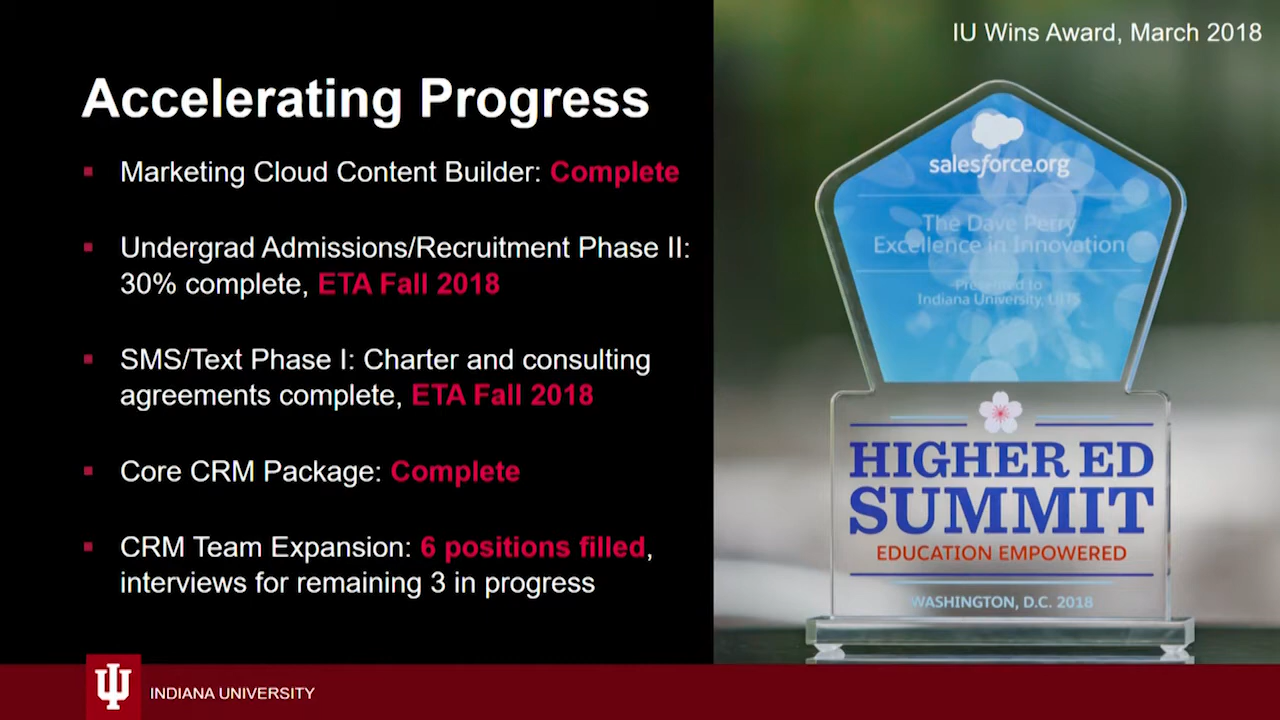 IU Wins Award, March 2018
Accelerating Progress
Marketing Cloud Content Builder: Complete
Undergrad Admissions/Recruitment Phase II:
30% complete, ETA Fall 2018
SMS/Text Phase I: Charter and consulting
agreements complete, ETA Fall 2018
Core CRM Package: Complete
CRM Team Expansion: 6 positions filled,
interviews for remaining 3 in progress
INDIANA UNIVERSITY
salesforce.org
The Dave Perry
Excellence in Innovation
Presented to
Indiana University, UITS
HIGHER ED
SUMMIT
EDUCATION EMPOWERED
WASHINGTON, D.C. 2018